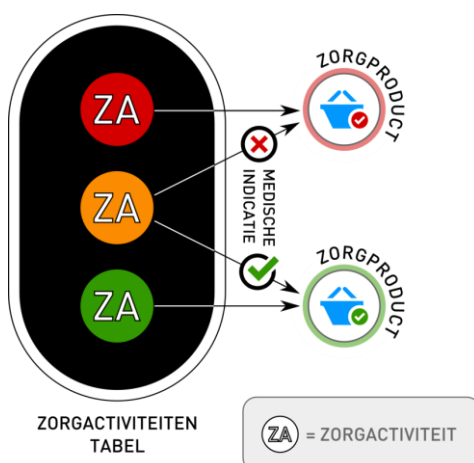 ZORGPRODUCT
ZA
ZA
MEDISCHE
INDICATIE
ZORGPRODUCT
ZA
ZORGACTIVITEITEN
TABEL
ZA = ZORGACTIVITEIT